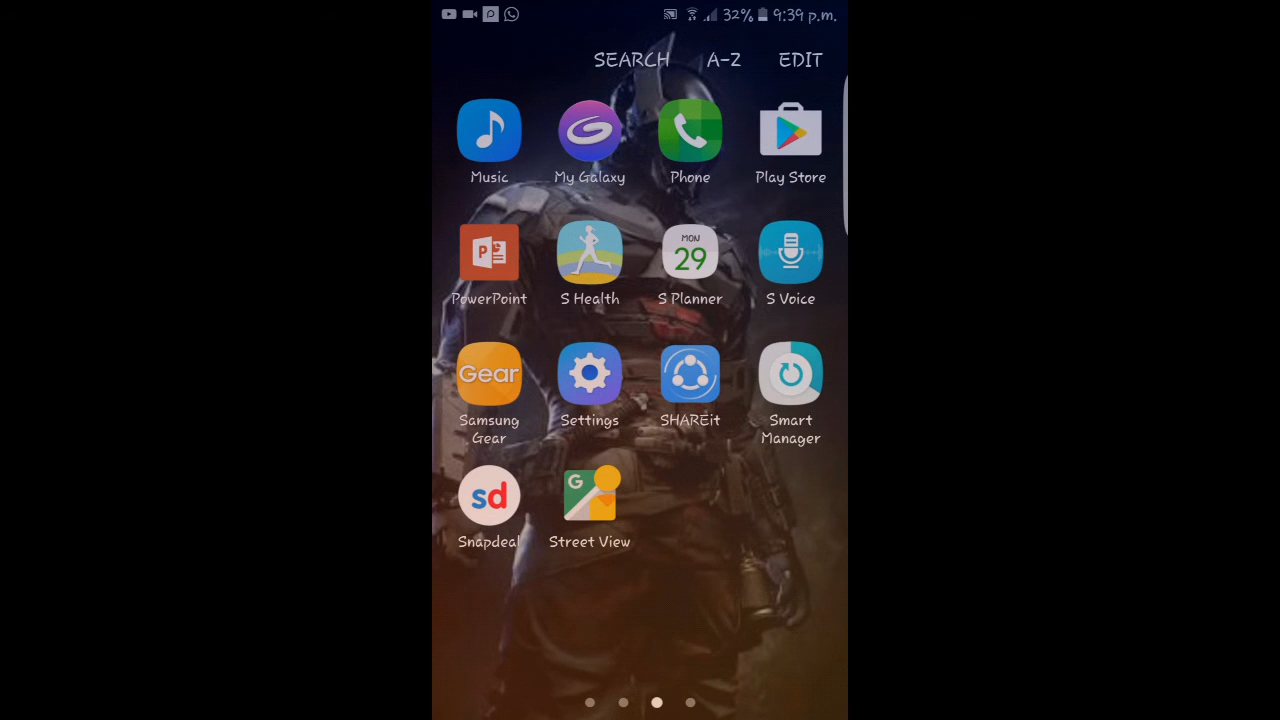 32% 9:39 p.m.
SEARCH A-Z EDIT
Music My Galaxy Phone Play Store
P MON 29
PowerPoint S Health S Planner S Voice
Gear
Samsung Gear Settings SHAREit Smart Manager
sd G
Snapdeal Street View